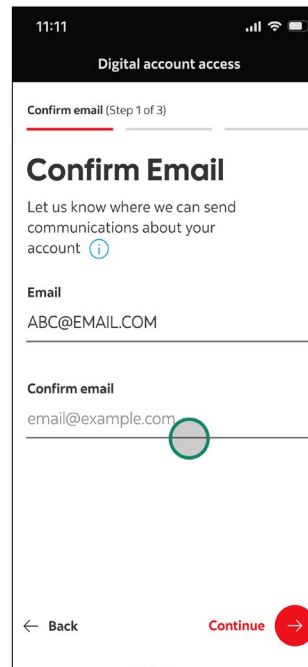 11:11
Digital account access
Confirm email (Step 1 of 3)
Confirm Email
Let us know where we can send
communications about your
account
Email
ABC@EMAIL.COM
Confirm email
email@example.com
Back
Continue